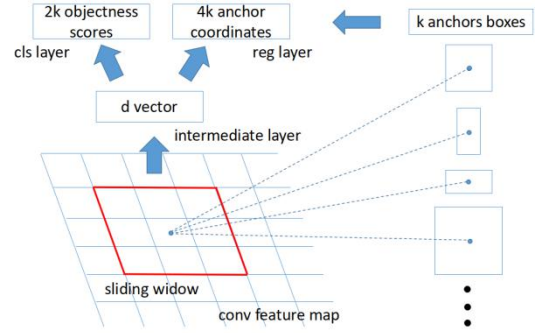 2k objectness
scores
4k anchor
coordinates
k anchors boxes
cls layer
reg layer
d vector
intermediate layer
sliding widow
conv feature map